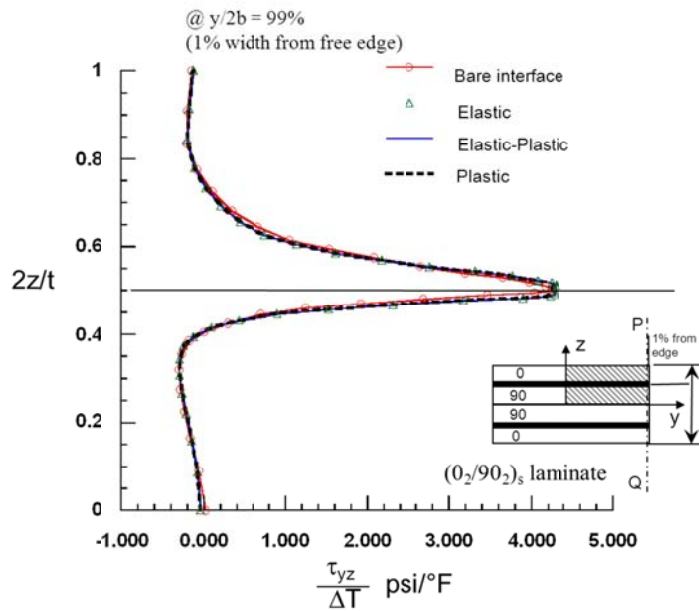 @ y/2b = 99%
(1% width from free edge)
Bare interface
Elastic
Elastic-Plastic
Plastic
1
0.8
0.6
2z/t
0.4
0.2
0
-1.000 0.000 1.000 2.000 3.000 4.000 5.000
τyz
ΔT
psi/°F
P
1% from
edge
z
0
90
y
90
0
(0₂/90₂)ₛ laminate
Q